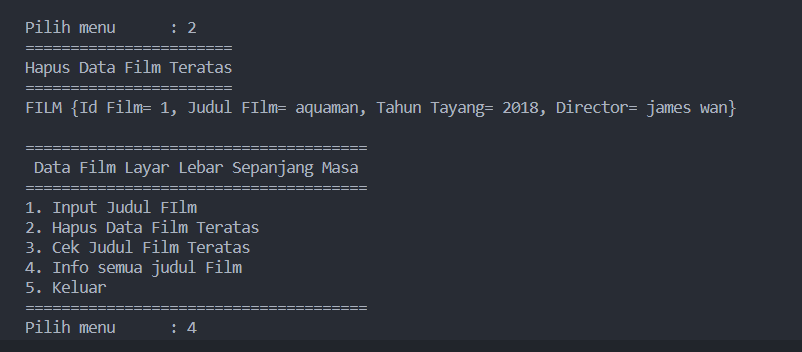 Pilih menu      : 2
=======================
Hapus Data Film Teratas
=======================
FILM {Id Film= 1, Judul FIlm= aquaman, Tahun Tayang= 2018, Director= james wan}

======================================
 Data Film Layar Lebar Sepanjang Masa
======================================
1. Input Judul FIlm
2. Hapus Data Film Teratas
3. Cek Judul Film Teratas
4. Info semua judul Film
5. Keluar
======================================
Pilih menu      : 4